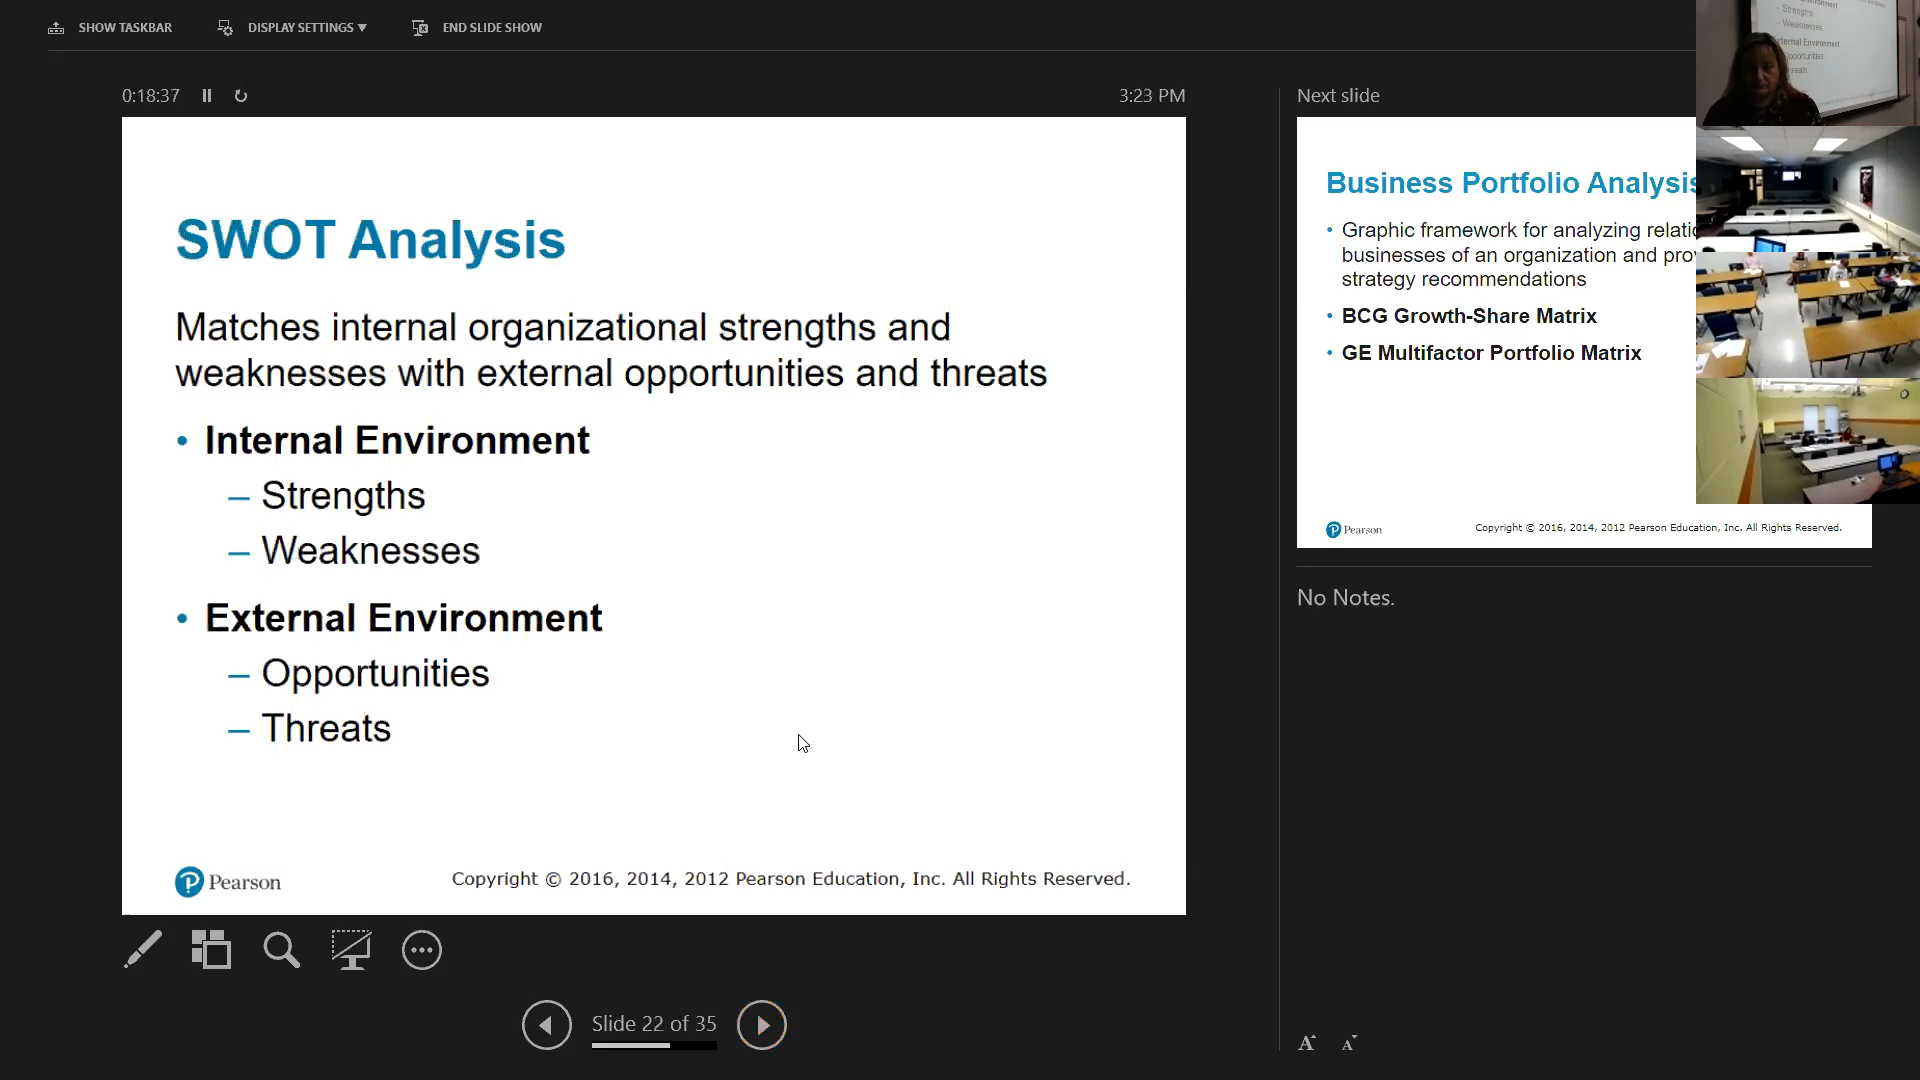 SHOW TASKBAR
DISPLAY SETTINGS
END SLIDE SHOW
0:18:37
3:23 PM
SWOT Analysis
Matches internal organizational strengths and
weaknesses with external opportunities and threats
• Internal Environment
– Strengths
– Weaknesses
• External Environment
– Opportunities
– Threats
Pearson
Copyright © 2016, 2014, 2012 Pearson Education, Inc. All Rights Reserved.
Slide 22 of 35
Next slide
Business Portfolio Analysis
• Graphic framework for analyzing
businesses of an organization and
strategy recommendations
• BCG Growth-Share Matrix
• GE Multifactor Portfolio Matrix
Pearson
Copyright © 2016, 2014, 2012 Pearson Education, Inc. All Rights Reserved.
No Notes.
A A
Strengths
Weaknesses
Environment